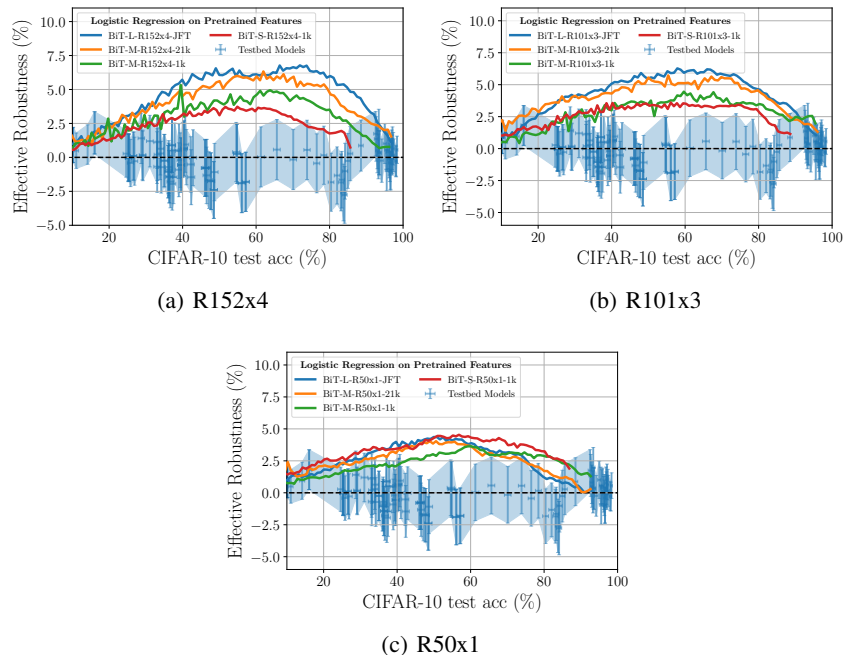 Logistic Regression on Pretrained Features
BiT-L-R152x4-JFT
BiT-M-R152x4-21k
BiT-M-R152x4-1k
BiT-S-R152x4-1k
Testbed Models
Effective Robustness (%)
10.0
7.5
5.0
2.5
0.0
−2.5
−5.0
20 40 60 80 100
CIFAR-10 test acc (%)
(a) R152x4
Logistic Regression on Pretrained Features
BiT-L-R101x3-JFT
BiT-M-R101x3-21k
BiT-M-R101x3-1k
BiT-S-R101x3-1k
Testbed Models
Effective Robustness (%)
10.0
7.5
5.0
2.5
0.0
−2.5
−5.0
20 40 60 80 100
CIFAR-10 test acc (%)
(b) R101x3
Logistic Regression on Pretrained Features
BiT-L-R50x1-JFT
BiT-M-R50x1-21k
BiT-M-R50x1-1k
BiT-S-R50x1-1k
Testbed Models
Effective Robustness (%)
10.0
7.5
5.0
2.5
0.0
−2.5
−5.0
20 40 60 80 100
CIFAR-10 test acc (%)
(c) R50x1